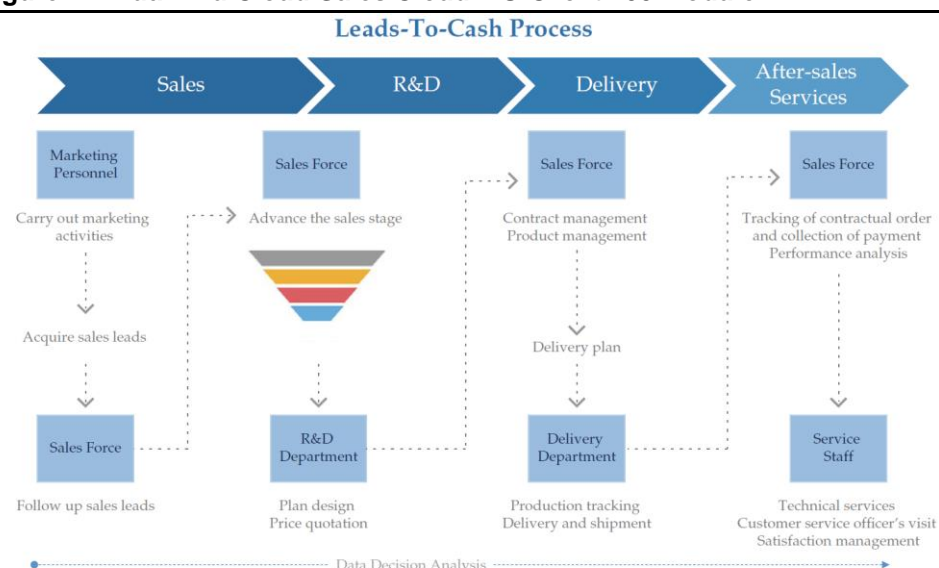 Leads-To-Cash Process
Sales
R&D
Delivery
After-sales
Services
Marketing
Personnel
Carry out marketing
activities
Acquire sales leads
Sales Force
Follow up sales leads
Sales Force
Advance the sales stage
R&D
Department
Plan design
Price quotation
Sales Force
Contract management
Product management
Delivery plan
Delivery
Department
Production tracking
Delivery and shipment
Sales Force
Tracking of contractual order
and collection of payment
Performance analysis
Service
Staff
Technical services
Customer service officer's visit
Satisfaction management
Data Decision Analysis